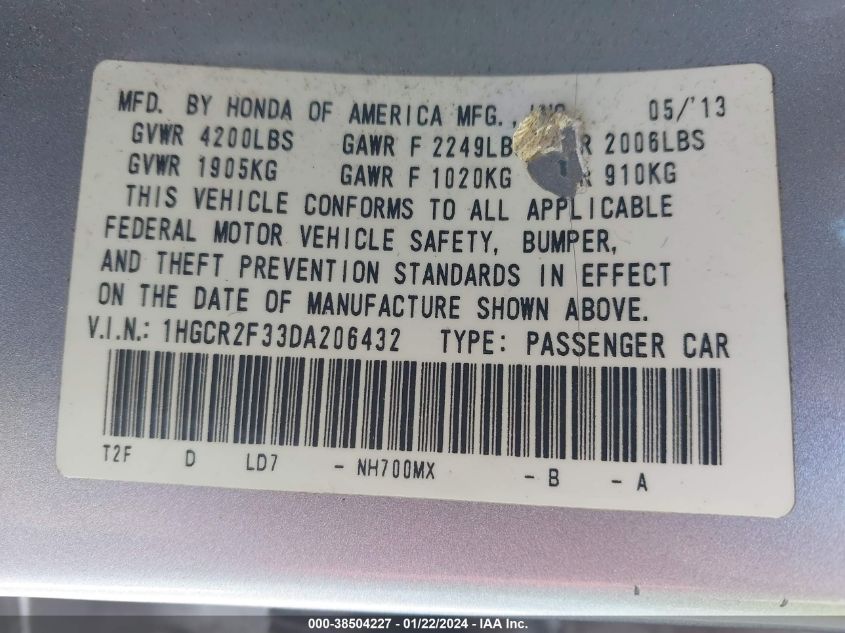 MFD. BY HONDA OF AMERICA MFG., INC. 05/'13
GVWR 4200LBS GAWR F 2249LB R 2006LBS
GVWR 1905KG GAWR F 1020KG R 910KG
THIS VEHICLE CONFORMS TO ALL APPLICABLE
FEDERAL MOTOR VEHICLE SAFETY, BUMPER,
AND THEFT PREVENTION STANDARDS IN EFFECT
ON THE DATE OF MANUFACTURE SHOWN ABOVE.
V.I.N.: 1HGCR2F33DA206432 TYPE: PASSENGER CAR
T2F D LD7 - NH700MX - B - A
000-38504227 - 01/22/2024 - IAA Inc.